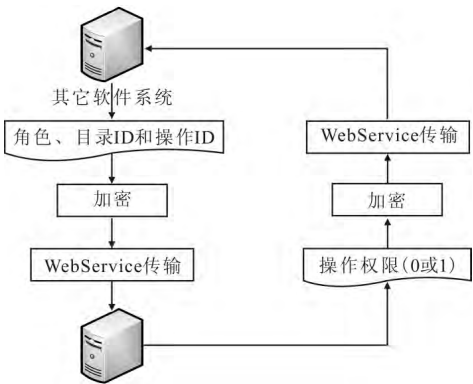 其它软件系统
角色、目录ID和操作ID
加密
WebService传输
WebService传输
加密
操作权限(0或1)